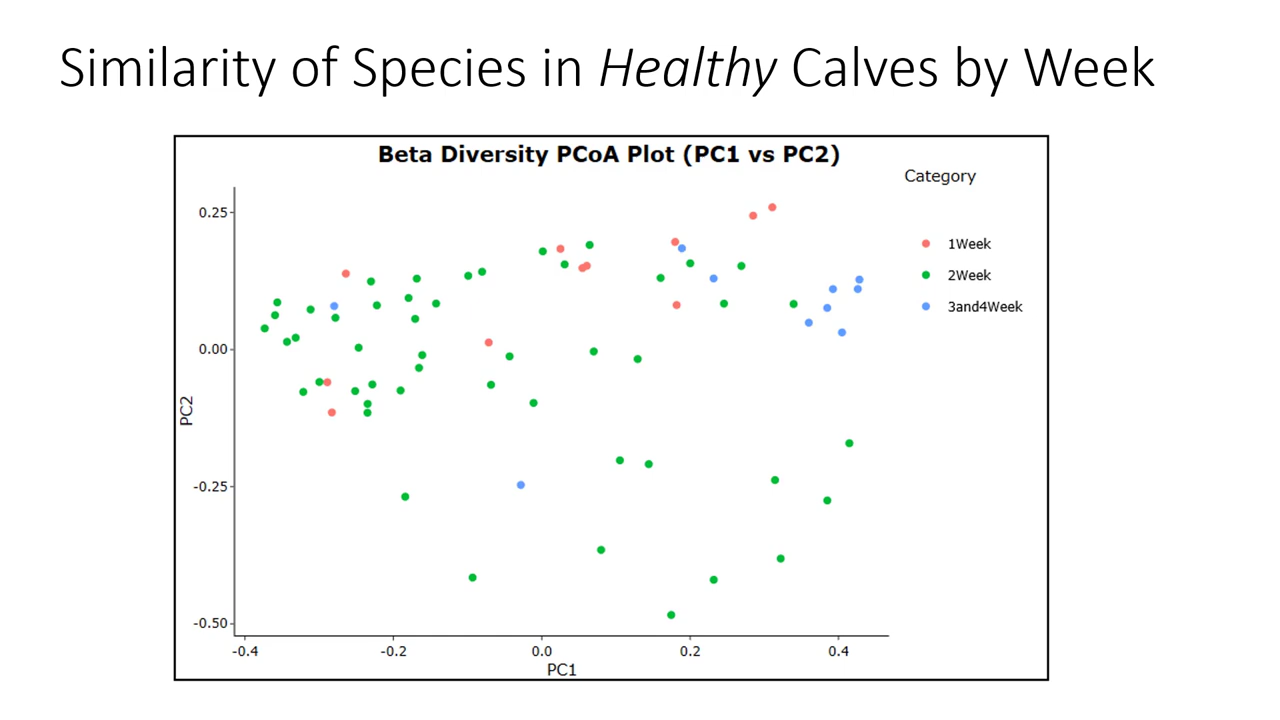 Similarity of Species in Healthy Calves by Week
Beta Diversity PCoA Plot (PC1 vs PC2)
Category
1Week
2Week
3and4Week
0.25
0.00
-0.25
-0.50
PC2
-0.4
-0.2
0.0
0.2
0.4
PC1